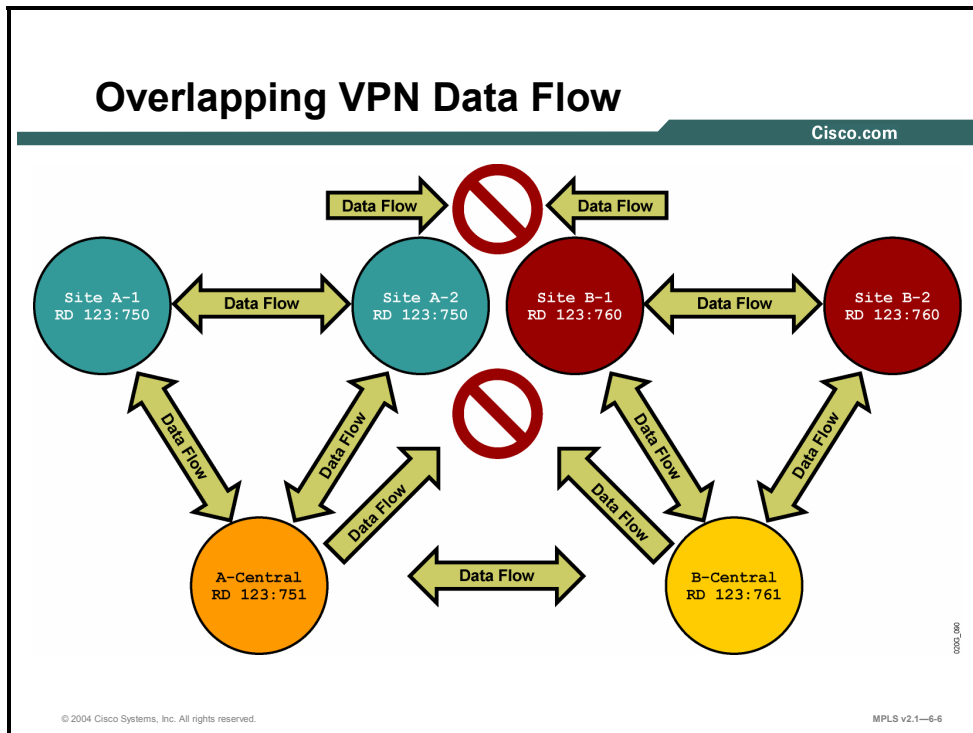 Overlapping VPN Data Flow
Cisco.com
Data Flow
Data Flow
Site A-1
RD 123:750
Data Flow
Site A-2
RD 123:750
Site B-1
RD 123:760
Data Flow
Site B-2
RD 123:760
Data Flow
Data Flow
Data Flow
Data Flow
Data Flow
Data Flow
A-Central
RD 123:751
Data Flow
B-Central
RD 123:761
020G_090
© 2004 Cisco Systems, Inc. All rights reserved.
MPLS v2.1—6-6